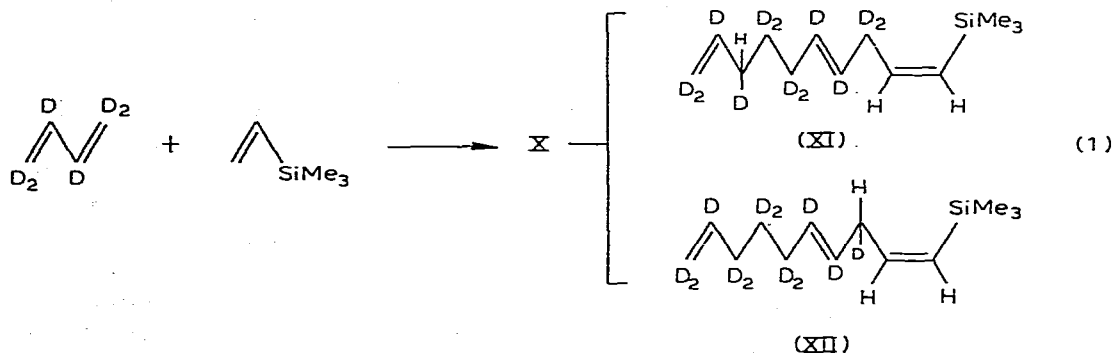 SiMe₃
D D₂ D D₂
H
D₂ D D₂ D H H
(XI)
D D₂ + X (1)
D₂ D SiMe₃
H SiMe₃
D D₂ D
D₂ D₂ D₂ D D H H
(XII)